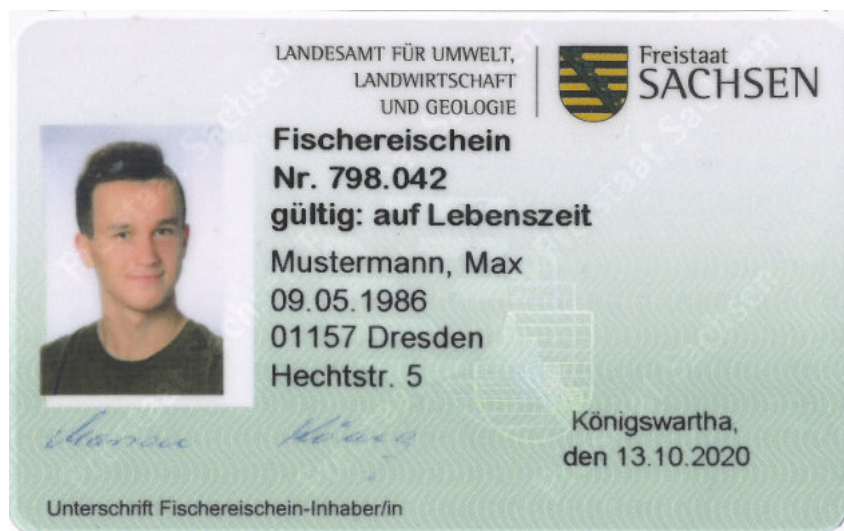 LANDESAMT FÜR UMWELT,
LANDWIRTSCHAFT
UND GEOLOGIE
Freistaat
SACHSEN
Fischereischein
Nr. 798.042
gültig: auf Lebenszeit
Mustermann, Max
09.05.1986
01157 Dresden
Hechtstr. 5
Königswartha,
den 13.10.2020
Unterschrift Fischereischein-Inhaber/in